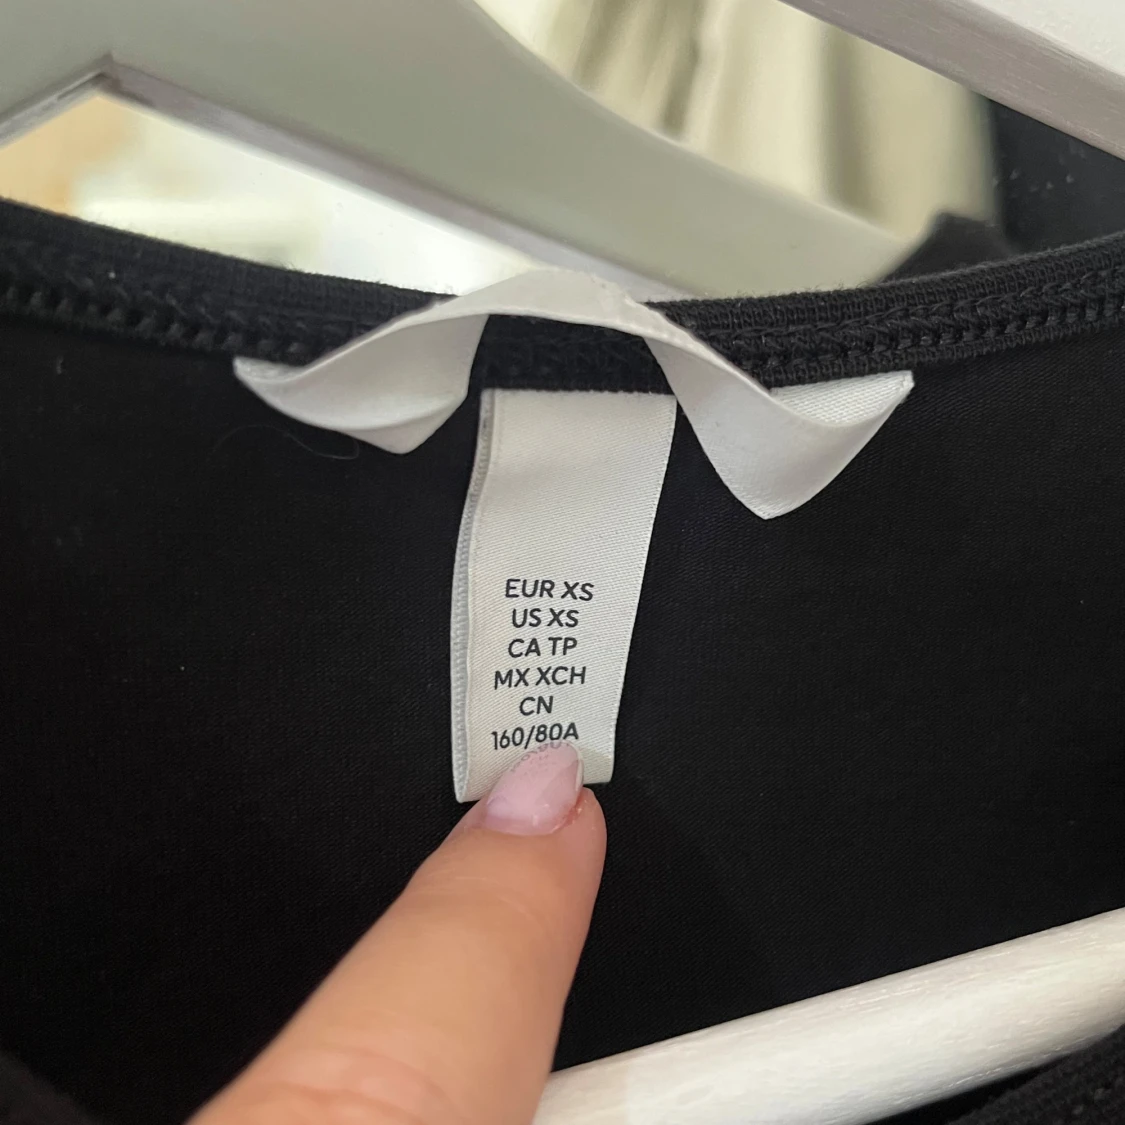 EUR XS
US XS
CA TP
MX XCH
CN
160/80A